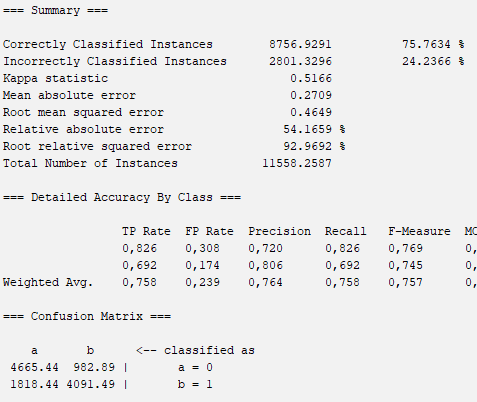 === Summary ===
Correctly Classified Instances 8756.9291 75.7634 %
Incorrectly Classified Instances 2801.3296 24.2366 %
Kappa statistic 0.5166
Mean absolute error 0.2709
Root mean squared error 0.4649
Relative absolute error 54.1659 %
Root relative squared error 92.9692 %
Total Number of Instances 11558.2587
=== Detailed Accuracy By Class ===
TP Rate FP Rate Precision Recall F-Measure MC
0,826 0,308 0,720 0,826 0,769 0,
0,692 0,174 0,806 0,692 0,745 0,
Weighted Avg. 0,758 0,239 0,764 0,758 0,757 0,
=== Confusion Matrix ===
a b <-- classified as
4665.44 982.89 | a = 0
1818.44 4091.49 | b = 1